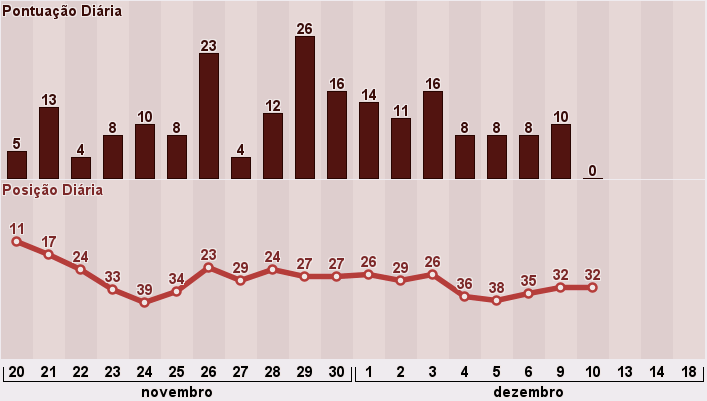 Pontuação Diária
5 13 4 8 10 8 23 4 12 26 16 14 11 16 8 8 8 10 0
Posição Diária
11 17 24 33 39 34 23 29 24 27 27 26 29 26 36 38 35 32 32
20 21 22 23 24 25 26 27 28 29 30 1 2 3 4 5 6 9 10 13 14 18
novembro dezembro